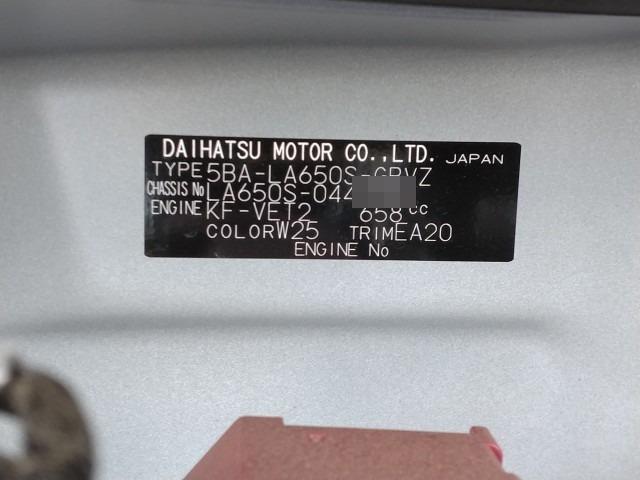 DAIHATSU MOTOR CO.,LTD. JAPAN
TYPE 5BA-LA650S-GBVZ
CHASSIS No LA650S-044
ENGINE KF-VET2 658 cc
COLOR W25 TRIM EA20
ENGINE No